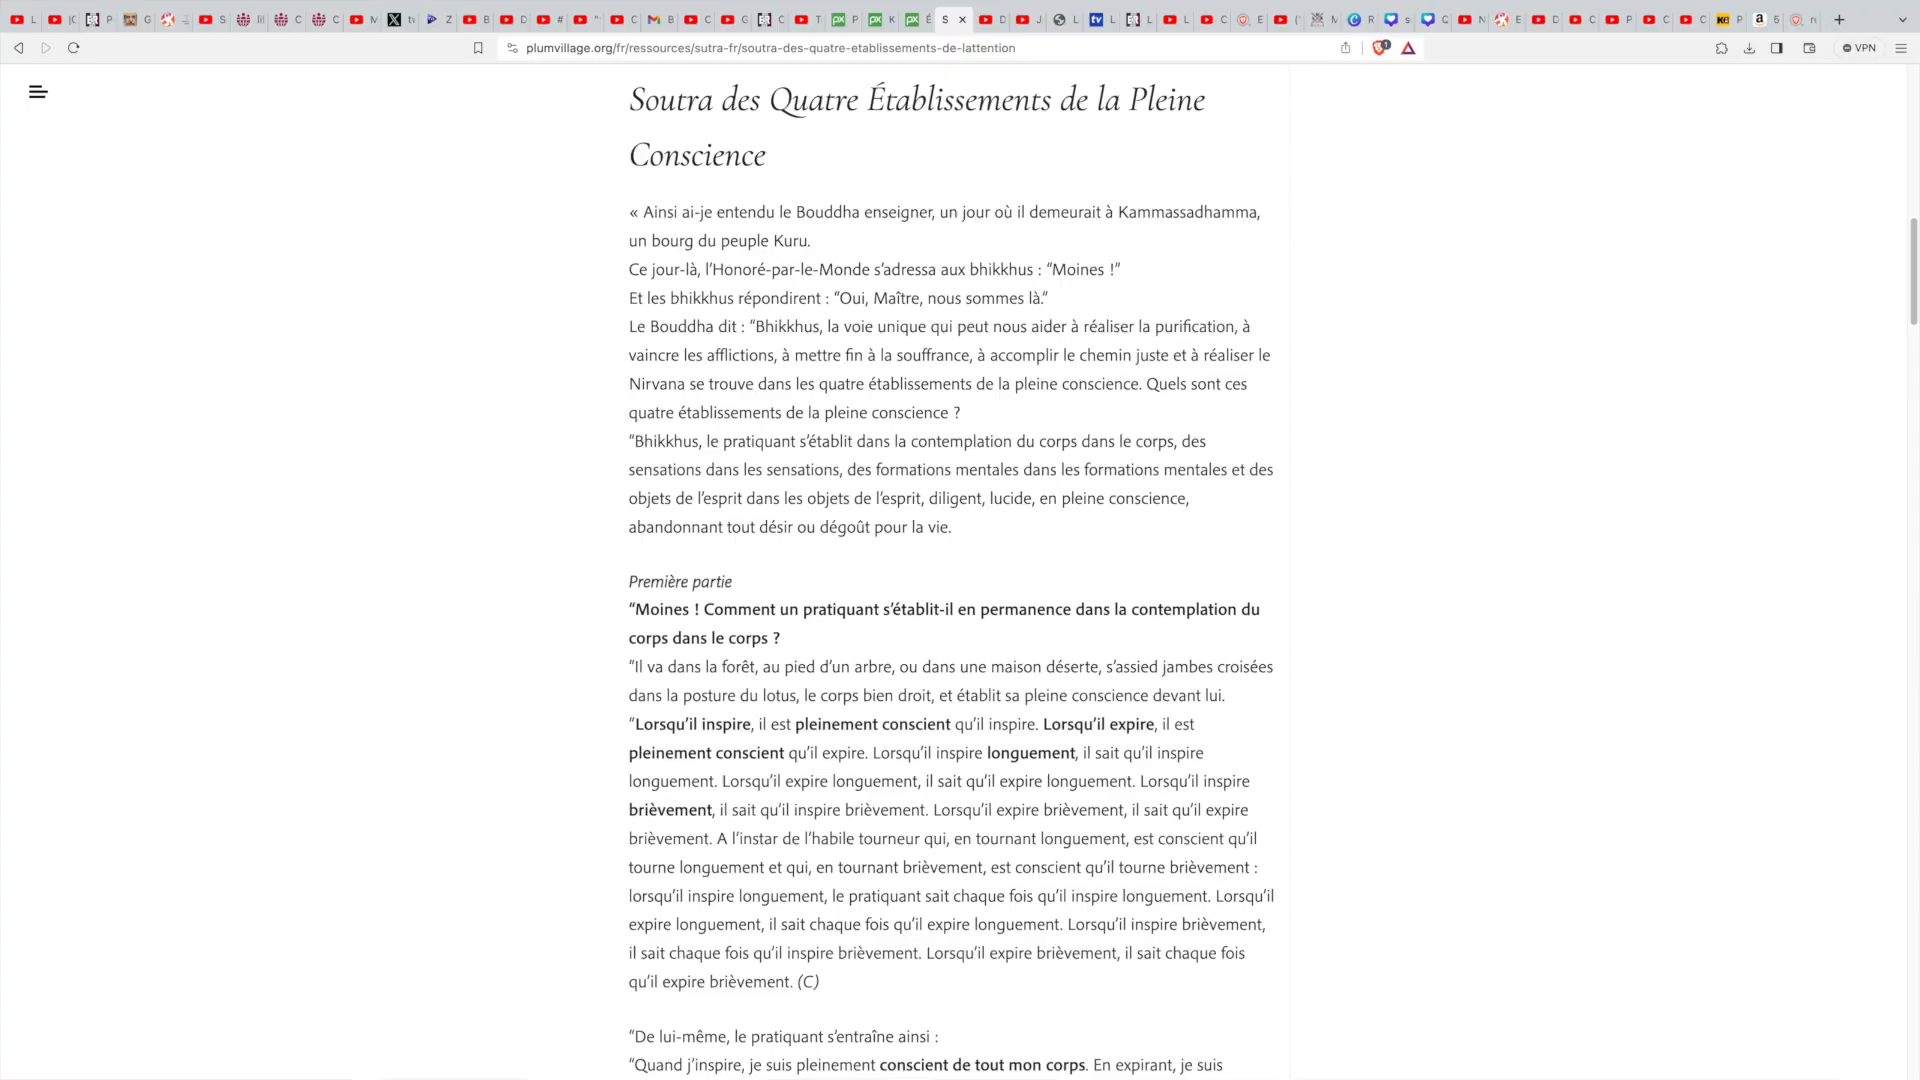 plumvillage.org/fr/ressources/sutra-fr/soutra-des-quatre-etablissements-de-lattention
VPN
Soutra des Quatre Établissements de la Pleine
Conscience
« Ainsi ai-je entendu le Bouddha enseigner, un jour où il demeurait à Kammassadhamma,
un bourg du peuple Kuru.
Ce jour-là, l’Honoré-par-le-Monde s’adressa aux bhikkhus : “Moines !”
Et les bhikkhus répondirent : “Oui, Maître, nous sommes là.”
Le Bouddha dit : “Bhikkhus, la voie unique qui peut nous aider à réaliser la purification, à
vaincre les afflictions, à mettre fin à la souffrance, à accomplir le chemin juste et à réaliser le
Nirvana se trouve dans les quatre établissements de la pleine conscience. Quels sont ces
quatre établissements de la pleine conscience ?
“Bhikkhus, le pratiquant s’établit dans la contemplation du corps dans le corps, des
sensations dans les sensations, des formations mentales dans les formations mentales et des
objets de l’esprit dans les objets de l’esprit, diligent, lucide, en pleine conscience,
abandonnant tout désir ou dégoût pour la vie.
Première partie
“Moines ! Comment un pratiquant s’établit-il en permanence dans la contemplation du
corps dans le corps ?
“Il va dans la forêt, au pied d’un arbre, ou dans une maison déserte, s’assied jambes croisées
dans la posture du lotus, le corps bien droit, et établit sa pleine conscience devant lui.
“Lorsqu’il inspire, il est pleinement conscient qu’il inspire. Lorsqu’il expire, il est
pleinement conscient qu’il expire. Lorsqu’il inspire longuement, il sait qu’il inspire
longuement. Lorsqu’il expire longuement, il sait qu’il expire longuement. Lorsqu’il inspire
brièvement, il sait qu’il inspire brièvement. Lorsqu’il expire brièvement, il sait qu’il expire
brièvement. A l’instar de l’habile tourneur qui, en tournant longuement, est conscient qu’il
tourne longuement et qui, en tournant brièvement, est conscient qu’il tourne brièvement :
lorsqu’il inspire longuement, le pratiquant sait chaque fois qu’il inspire longuement. Lorsqu’il
expire longuement, il sait chaque fois qu’il expire longuement. Lorsqu’il inspire brièvement,
il sait chaque fois qu’il inspire brièvement. Lorsqu’il expire brièvement, il sait chaque fois
qu’il expire brièvement. (C)
“De lui-même, le pratiquant s’entraîne ainsi :
“Quand j’inspire, je suis pleinement conscient de tout mon corps. En expirant, je suis